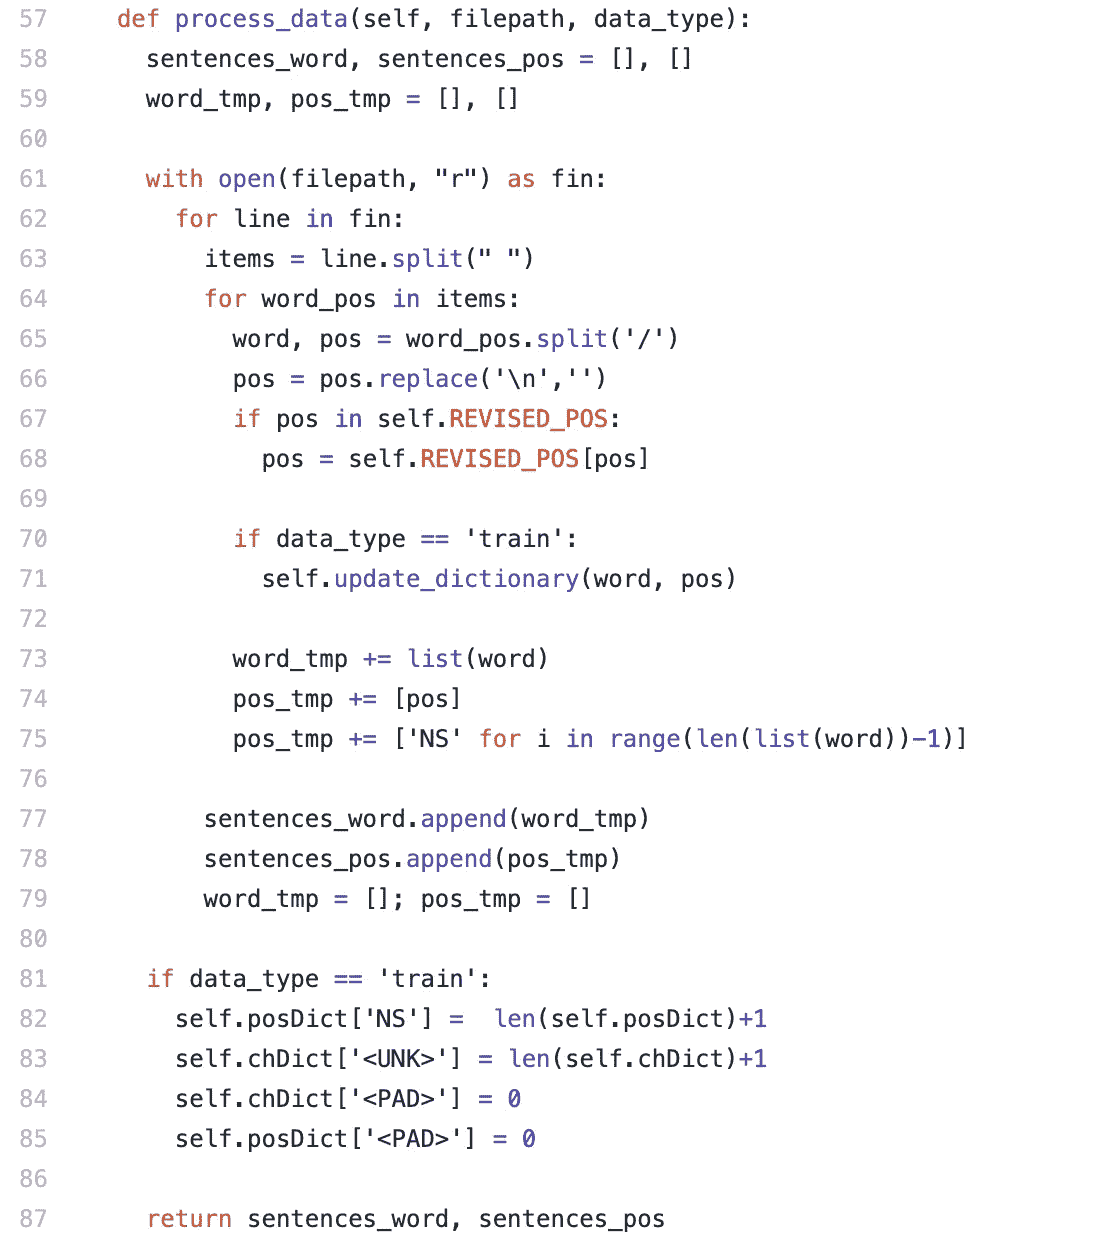 57 def process_data(self, filepath, data_type):
58 sentences_word, sentences_pos = [], []
59 word_tmp, pos_tmp = [], []
60
61 with open(filepath, "r") as fin:
62 for line in fin:
63 items = line.split(" ")
64 for word_pos in items:
65 word, pos = word_pos.split('/')
66 pos = pos.replace('\n','')
67 if pos in self.REVISED_POS:
68 pos = self.REVISED_POS[pos]
69
70 if data_type == 'train':
71 self.update_dictionary(word, pos)
72
73 word_tmp += list(word)
74 pos_tmp += [pos]
75 pos_tmp += ['NS' for i in range(len(list(word))-1)]
76
77 sentences_word.append(word_tmp)
78 sentences_pos.append(pos_tmp)
79 word_tmp = []; pos_tmp = []
80
81 if data_type == 'train':
82 self.posDict['NS'] =  len(self.posDict)+1
83 self.chDict['<UNK>'] = len(self.chDict)+1
84 self.chDict['<PAD>'] = 0
85 self.posDict['<PAD>'] = 0
86
87 return sentences_word, sentences_pos